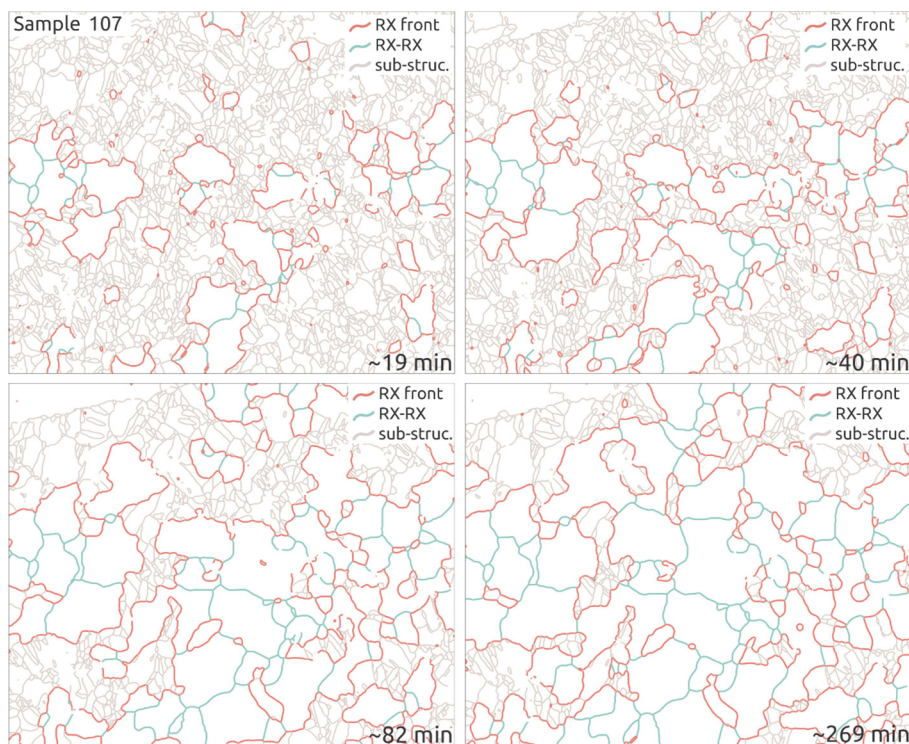 Sample 107
RX front
RX-RX
sub-struc.
~19 min
RX front
RX-RX
sub-struc.
~40 min
RX front
RX-RX
sub-struc.
~82 min
RX front
RX-RX
sub-struc.
~269 min